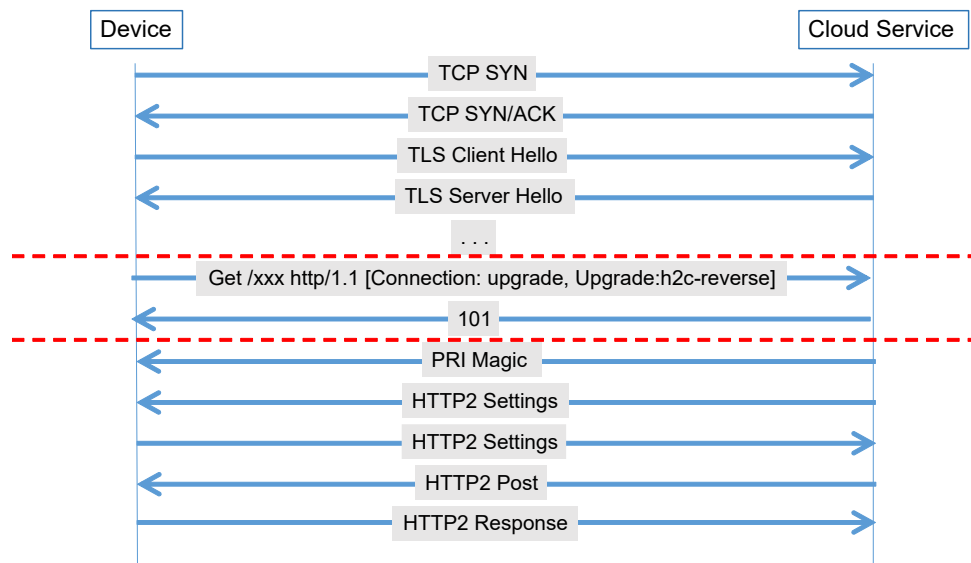 Device
Cloud Service
TCP SYN
TCP SYN/ACK
TLS Client Hello
TLS Server Hello
. . .
Get /xxx http/1.1 [Connection: upgrade, Upgrade:h2c-reverse]
101
PRI Magic
HTTP2 Settings
HTTP2 Settings
HTTP2 Post
HTTP2 Response